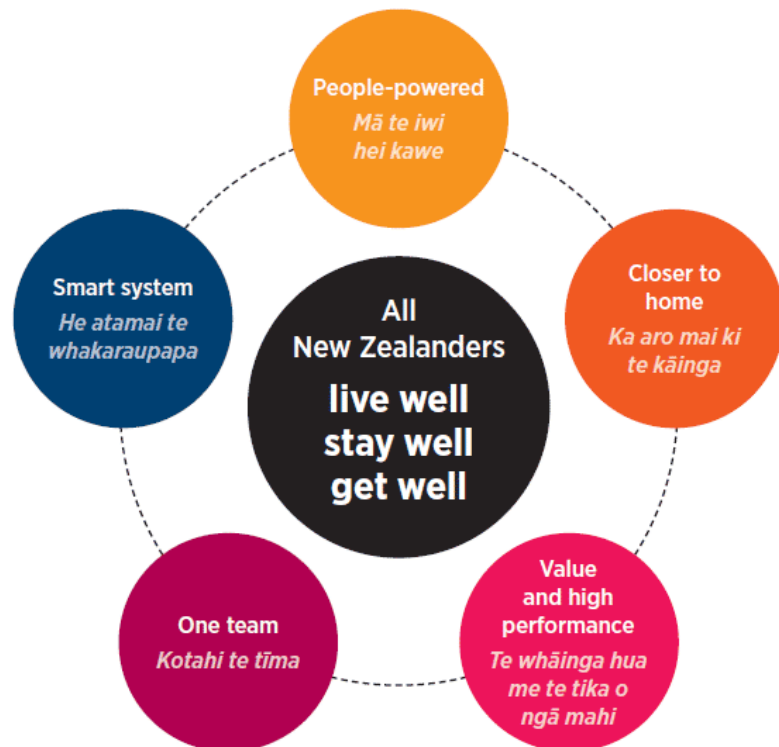 People-powered
Mā te iwi
hei kawe
Closer to
home
Ka aro mai ki
te kāinga
Value
and high
performance
Te whāinga hua
me te tika o
ngā mahi
One team
Kotahi te tīma
Smart system
He atamai te
whakaraupapa
All
New Zealanders
live well
stay well
get well